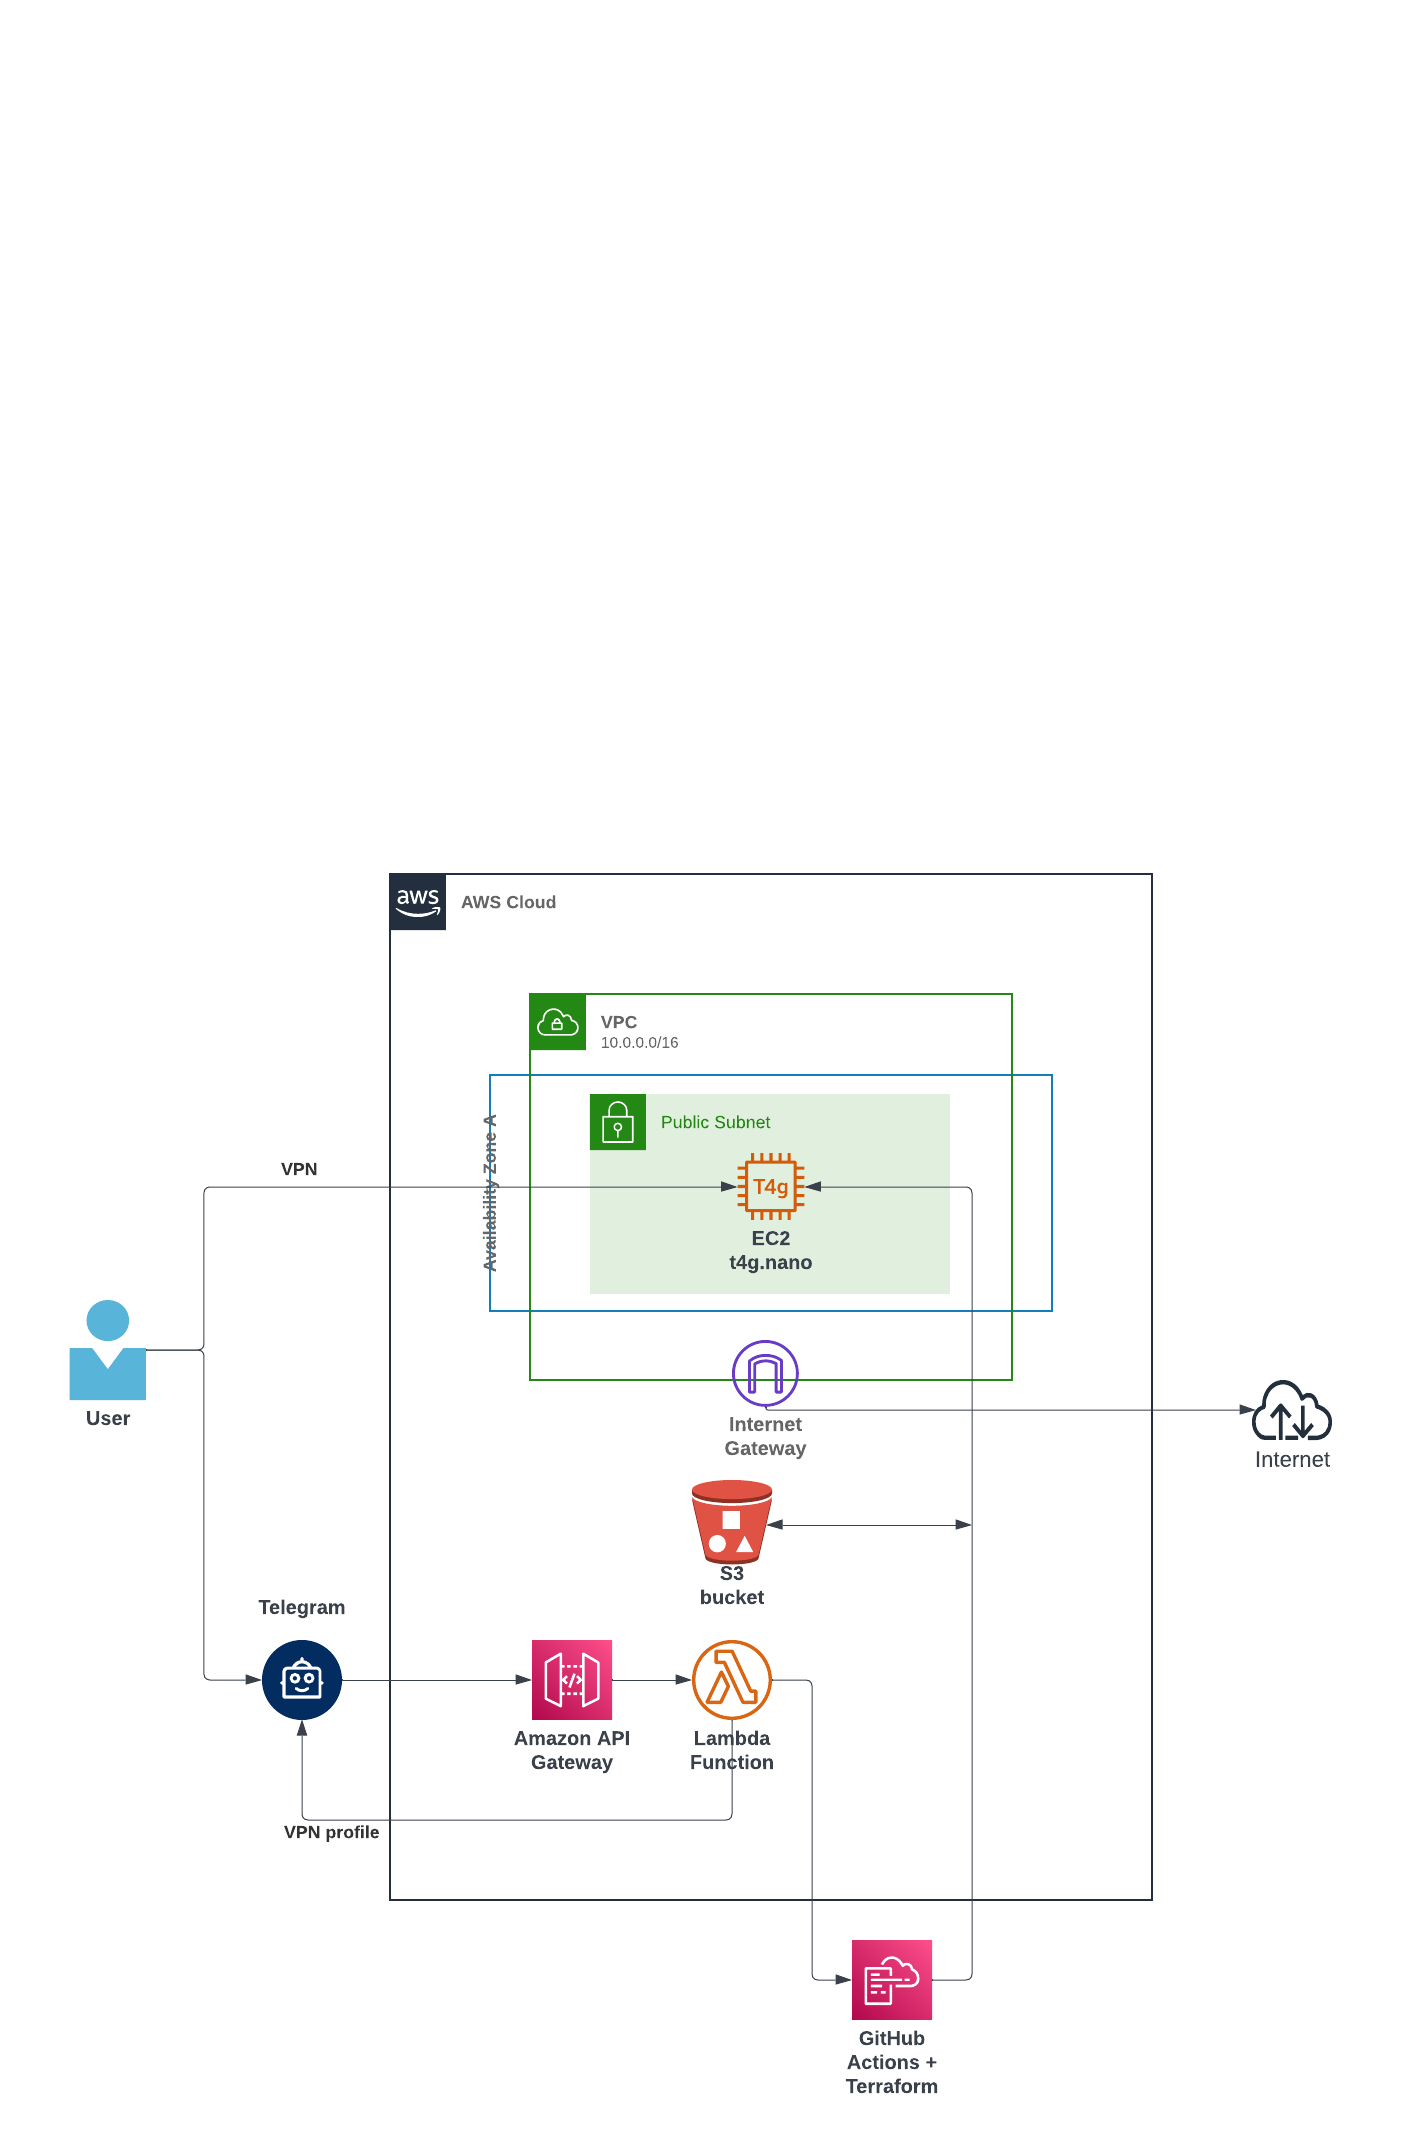 aws
AWS Cloud
VPC
10.0.0.0/16
Availability Zone A
Public Subnet
T4g
EC2
t4g.nano
VPN
User
Internet
Gateway
Internet
S3
bucket
Telegram
Amazon API
Gateway
Lambda
Function
VPN profile
GitHub
Actions +
Terraform